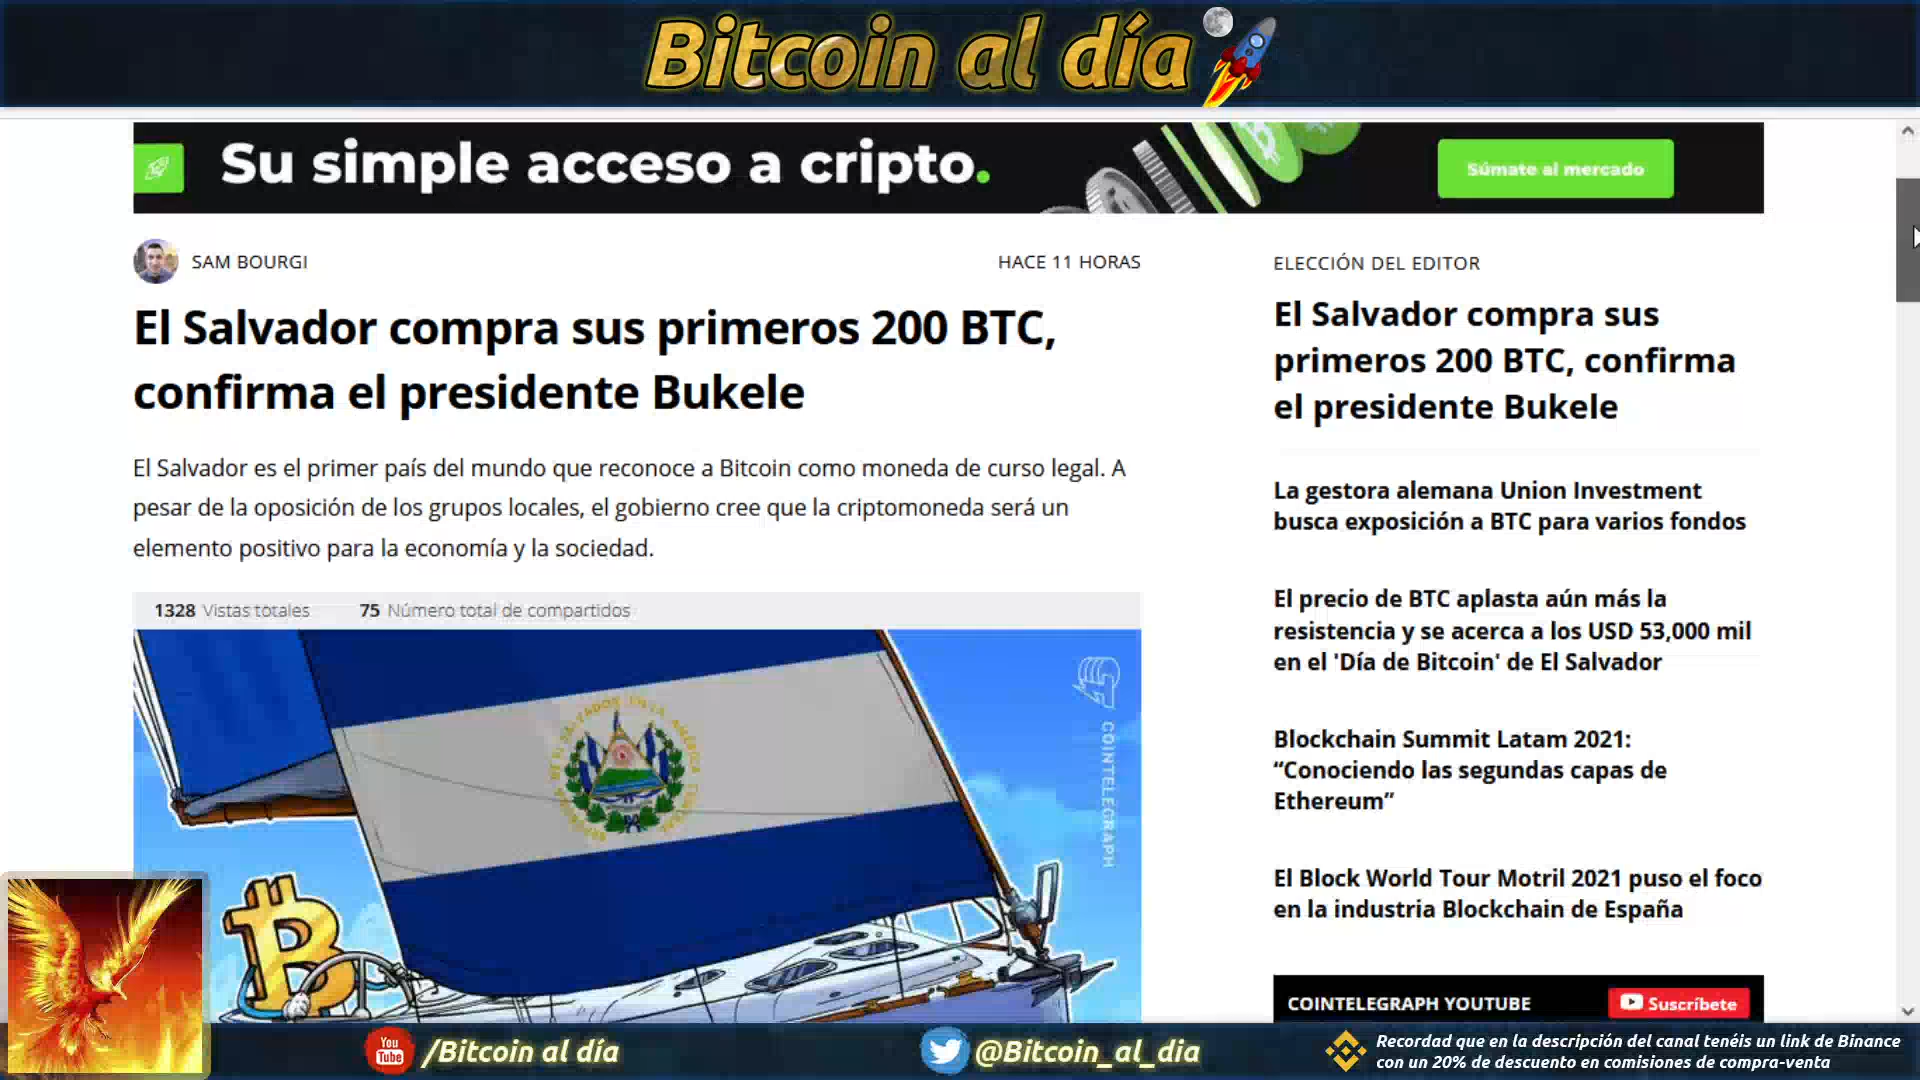 Bitcoin al día
Su simple acceso a cripto.
Súmate al mercado
SAM BOURGI
HACE 11 HORAS
El Salvador compra sus primeros 200 BTC,
confirma el presidente Bukele
El Salvador es el primer país del mundo que reconoce a Bitcoin como moneda de curso legal. A
pesar de la oposición de los grupos locales, el gobierno cree que la criptomoneda será un
elemento positivo para la economía y la sociedad.
1328 Vistas totales 75 Número total de compartidos
COINTELEGRAPH
ELECCIÓN DEL EDITOR
El Salvador compra sus
primeros 200 BTC, confirma
el presidente Bukele
La gestora alemana Union Investment
busca exposición a BTC para varios fondos
El precio de BTC aplasta aún más la
resistencia y se acerca a los USD 53,000 mil
en el 'Día de Bitcoin' de El Salvador
Blockchain Summit Latam 2021:
“Conociendo las segundas capas de
Ethereum”
El Block World Tour Motril 2021 puso el foco
en la industria Blockchain de España
COINTELEGRAPH YOUTUBE
Suscríbete
You
Tube
/Bitcoin al día
@Bitcoin_al_dia
Recordad que en la descripción del canal tenéis un link de Binance
con un 20% de descuento en comisiones de compra-venta